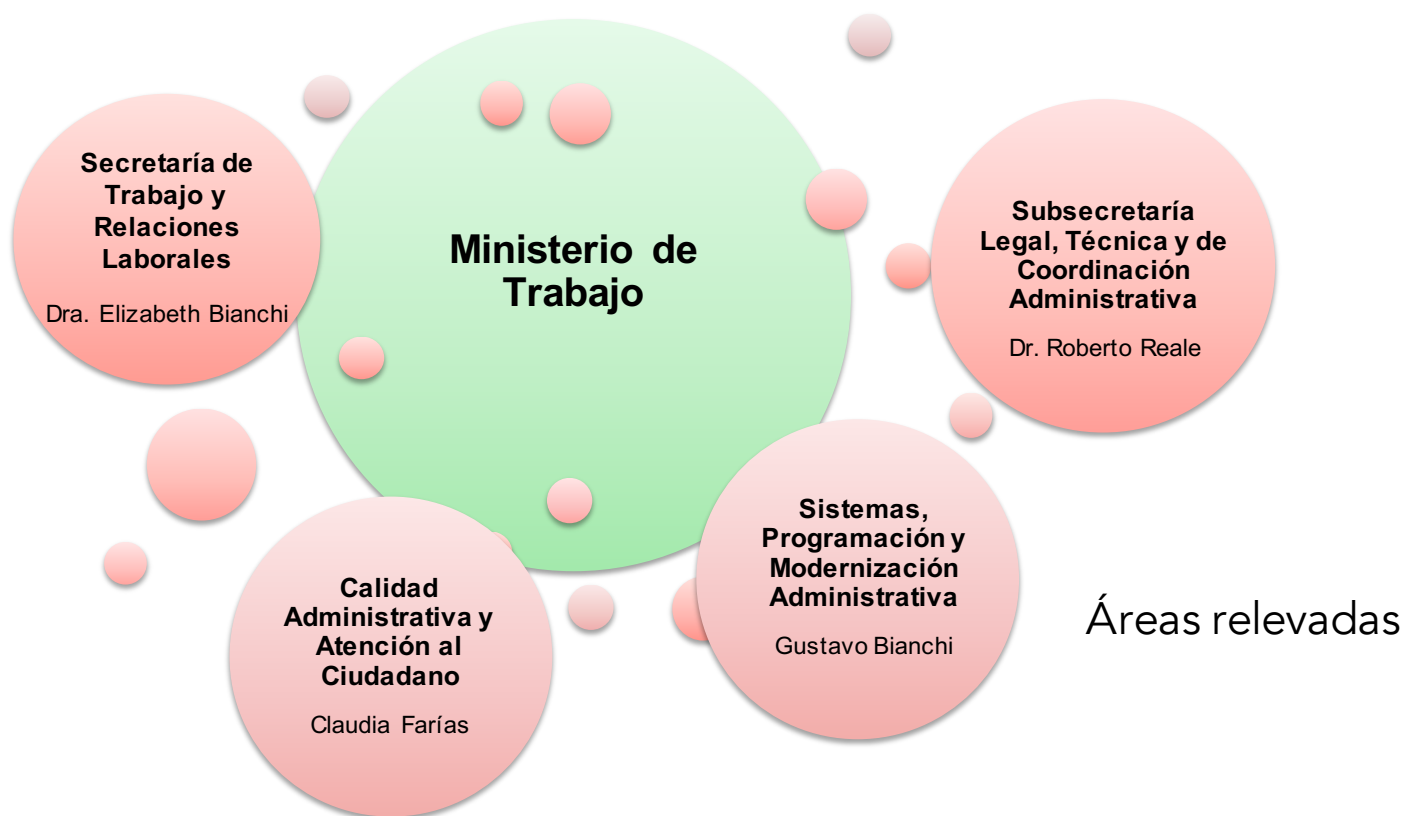 Ministerio de
Trabajo
Secretaría de
Trabajo y
Relaciones
Laborales
Dra. Elizabeth Bianchi
Subsecretaría
Legal, Técnica y de
Coordinación
Administrativa
Dr. Roberto Reale
Sistemas,
Programación y
Modernización
Administrativa
Gustavo Bianchi
Calidad
Administrativa y
Atención al
Ciudadano
Claudia Farías
Áreas relevadas